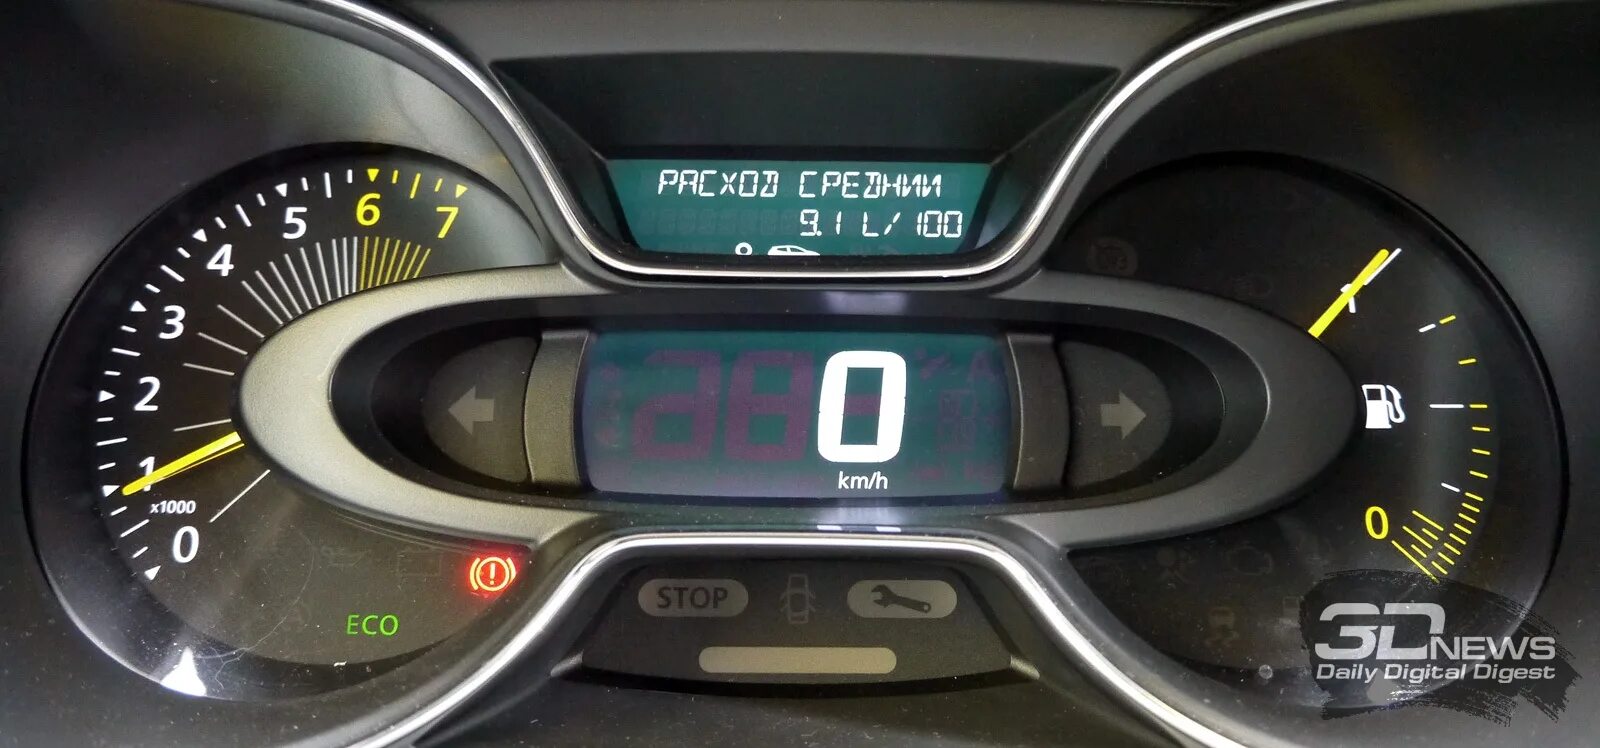 РАСХОД СРЕДНИЙ
9.1 L/100
0
1
2
3
4
5
6
7
x1000
0
km/h
1
0
ECO
STOP
3DNEWS
Daily Digital Digest